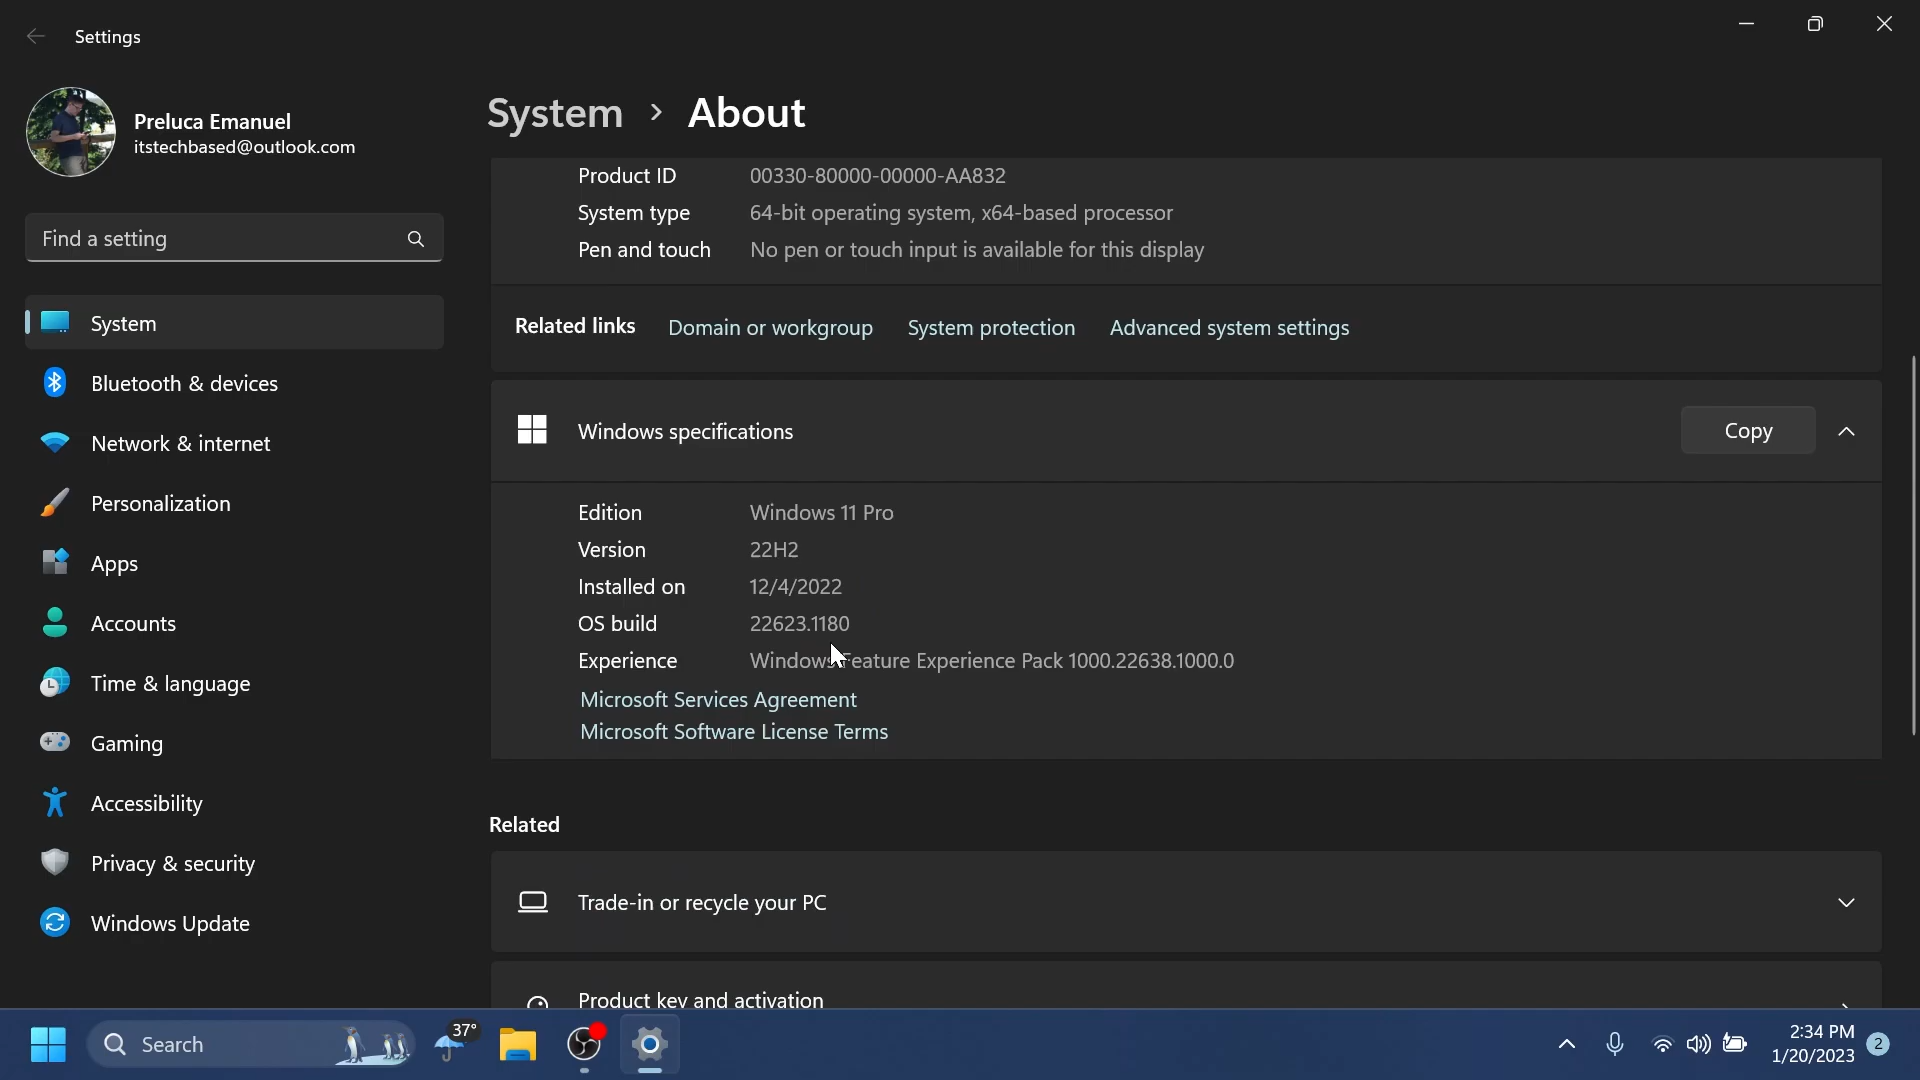 Settings
Preluca Emanuel
itstechbased@outlook.com
Find a setting
System
Bluetooth & devices
Network & internet
Personalization
Apps
Accounts
Time & language
Gaming
Accessibility
Privacy & security
Windows Update
System > About
Product ID 00330-80000-00000-AA832
System type 64-bit operating system, x64-based processor
Pen and touch No pen or touch input is available for this display
Related links Domain or workgroup System protection Advanced system settings
Windows specifications Copy
Edition Windows 11 Pro
Version 22H2
Installed on 12/4/2022
OS build 22623.1180
Experience Windows Feature Experience Pack 1000.22638.1000.0
Microsoft Services Agreement
Microsoft Software License Terms
Related
Trade-in or recycle your PC
Product key and activation
Search
37°
2:34 PM
1/20/2023
2